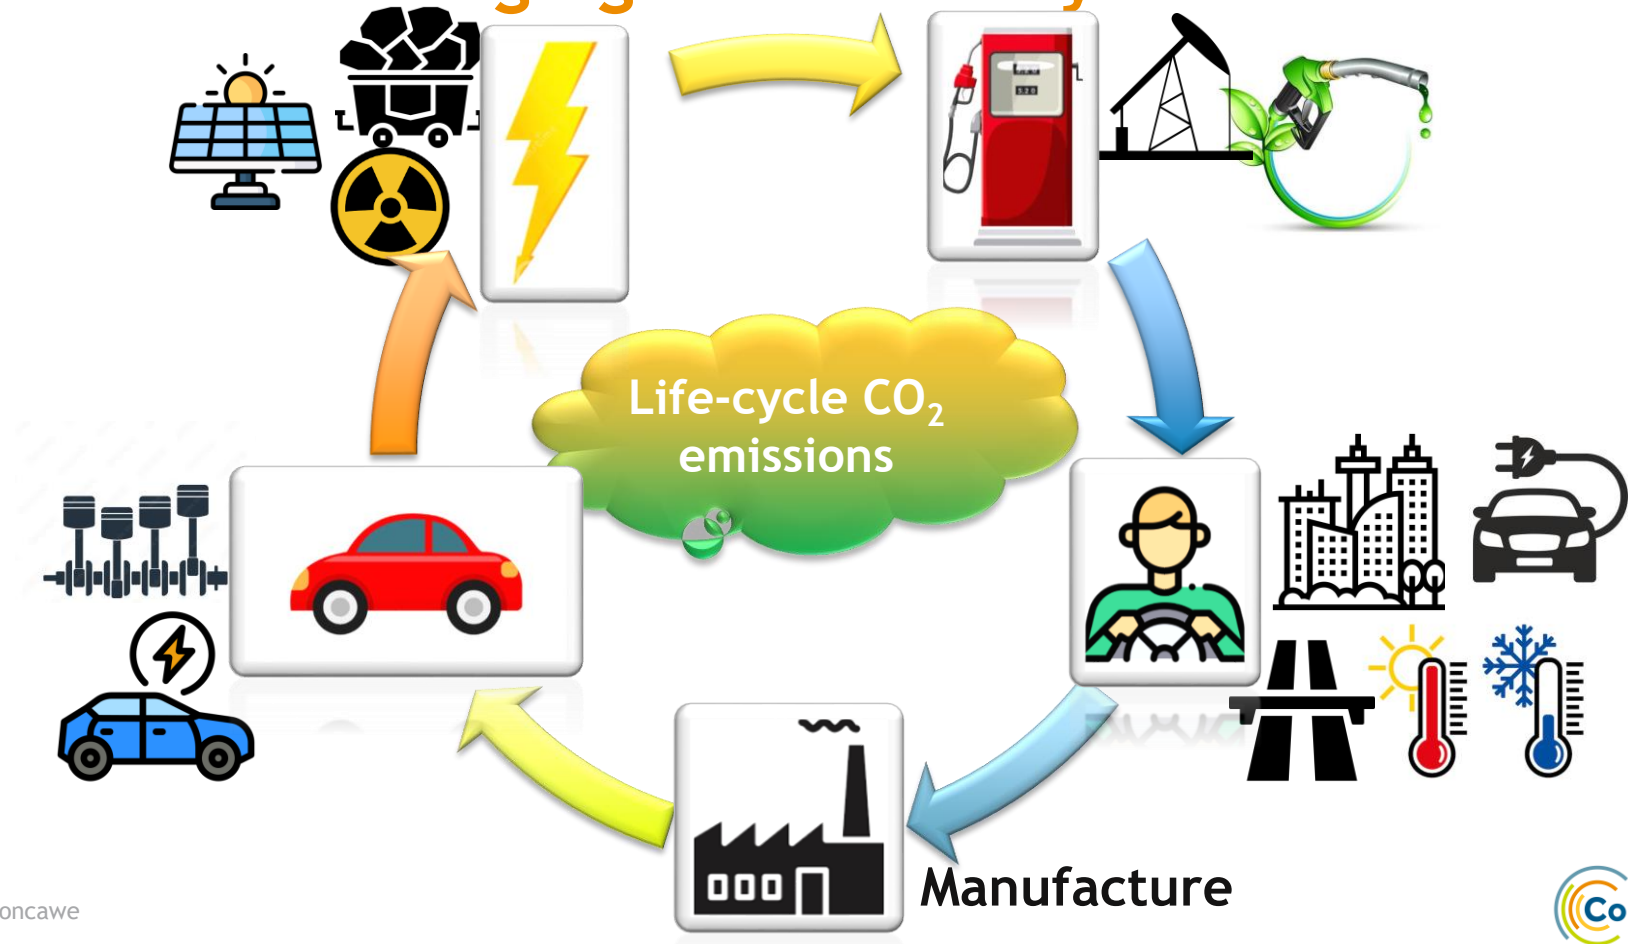 Life-cycle CO₂
emissions
Manufacture
oncawe
Co